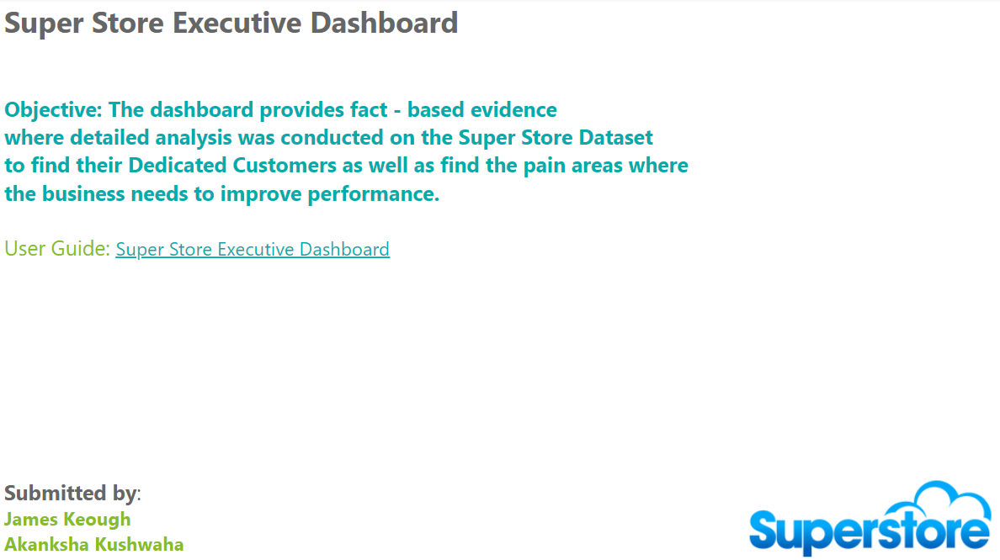 Super Store Executive Dashboard
Objective: The dashboard provides fact - based evidence
where detailed analysis was conducted on the Super Store Dataset
to find their Dedicated Customers as well as find the pain areas where
the business needs to improve performance.
User Guide: Super Store Executive Dashboard
Submitted by:
James Keough
Akanksha Kushwaha
Superstore